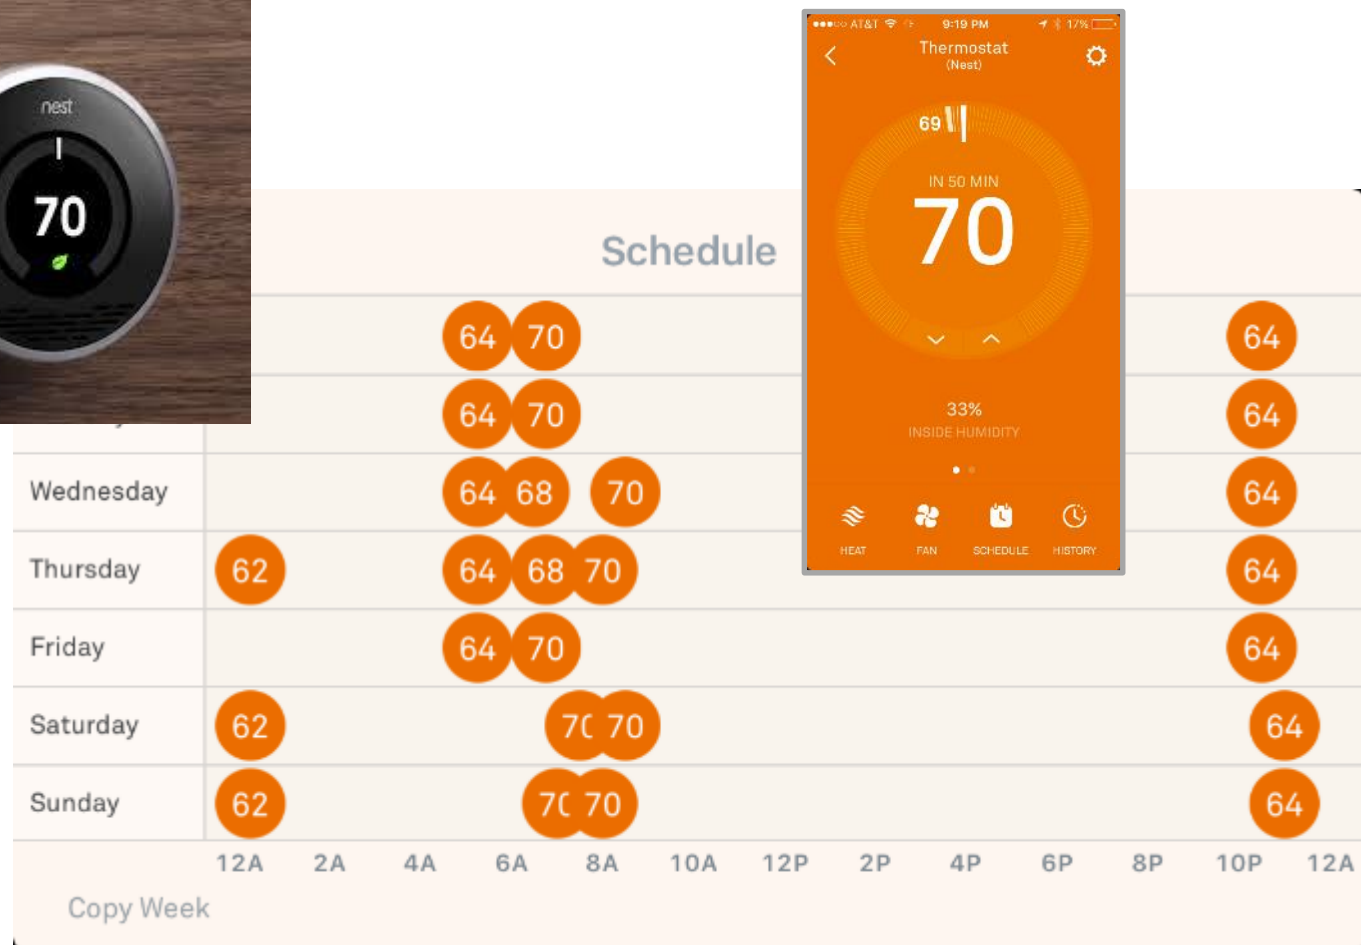 nest
70
●●●○○ AT&T 9:19 PM 17%
Thermostat
(Nest)
69
IN 50 MIN
70
33%
INSIDE HUMIDITY
HEAT FAN SCHEDULE HISTORY
Schedule
64 70 64
64 70 64
Wednesday 64 68 70 64
Thursday 62 64 68 70 64
Friday 64 70 64
Saturday 62 70 70 64
Sunday 62 70 70 64
12A 2A 4A 6A 8A 10A 12P 2P 4P 6P 8P 10P 12A
Copy Week